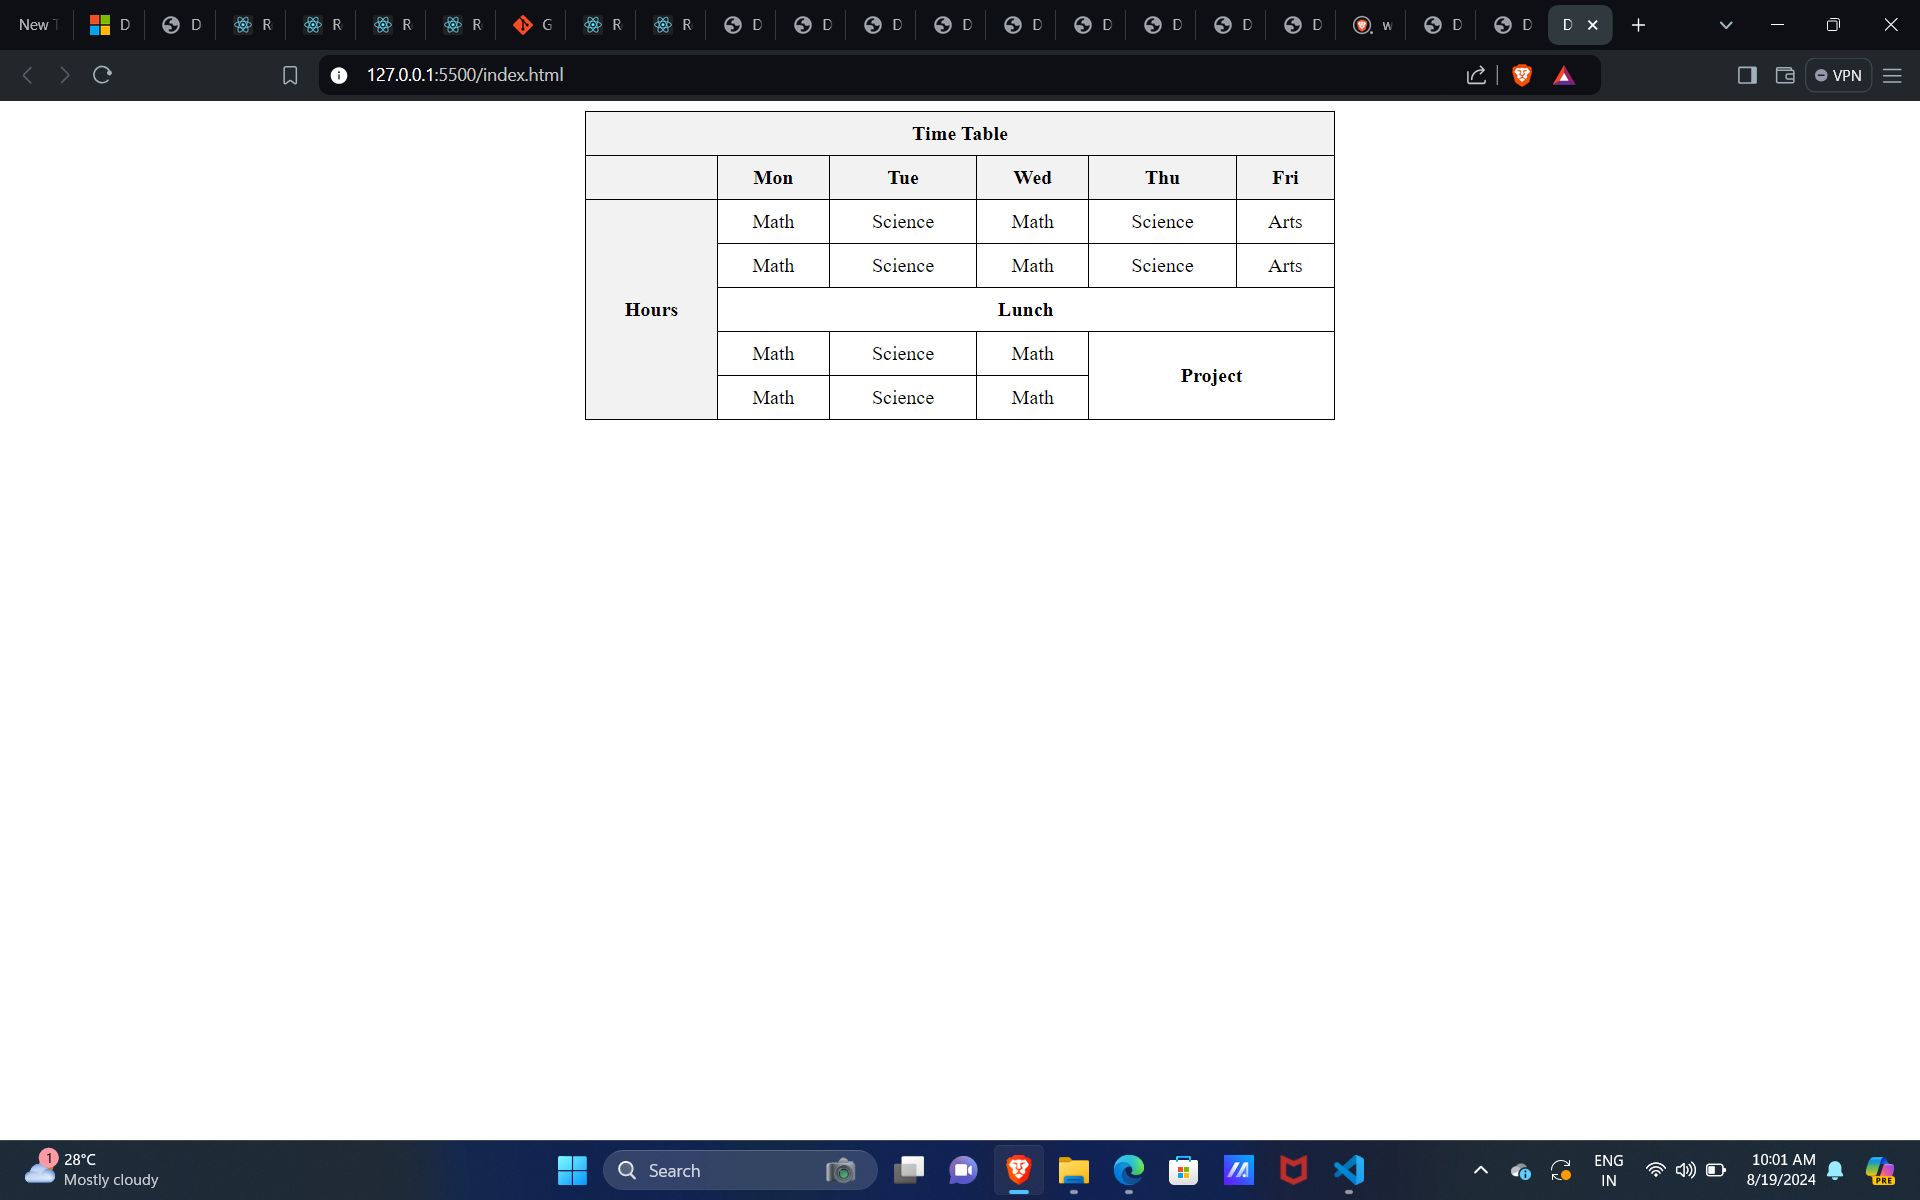 New T D D R R R R G R R D D D D D D D D D w D D D
127.0.0.1:5500/index.html
VPN
Time Table
Mon Tue Wed Thu Fri
Math Science Math Science Arts
Math Science Math Science Arts
Hours
Lunch
Math Science Math
Project
Math Science Math
1
28°C
Mostly cloudy
Search
ENG
IN
10:01 AM
8/19/2024
PRE